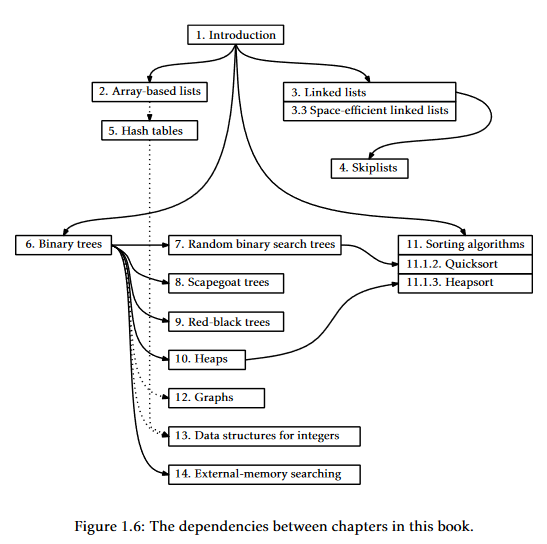 1. Introduction
2. Array-based lists
3. Linked lists
3.3 Space-efficient linked lists
5. Hash tables
4. Skiplists
6. Binary trees
7. Random binary search trees
11. Sorting algorithms
11.1.2. Quicksort
8. Scapegoat trees
11.1.3. Heapsort
9. Red-black trees
10. Heaps
12. Graphs
13. Data structures for integers
14. External-memory searching
Figure 1.6: The dependencies between chapters in this book.